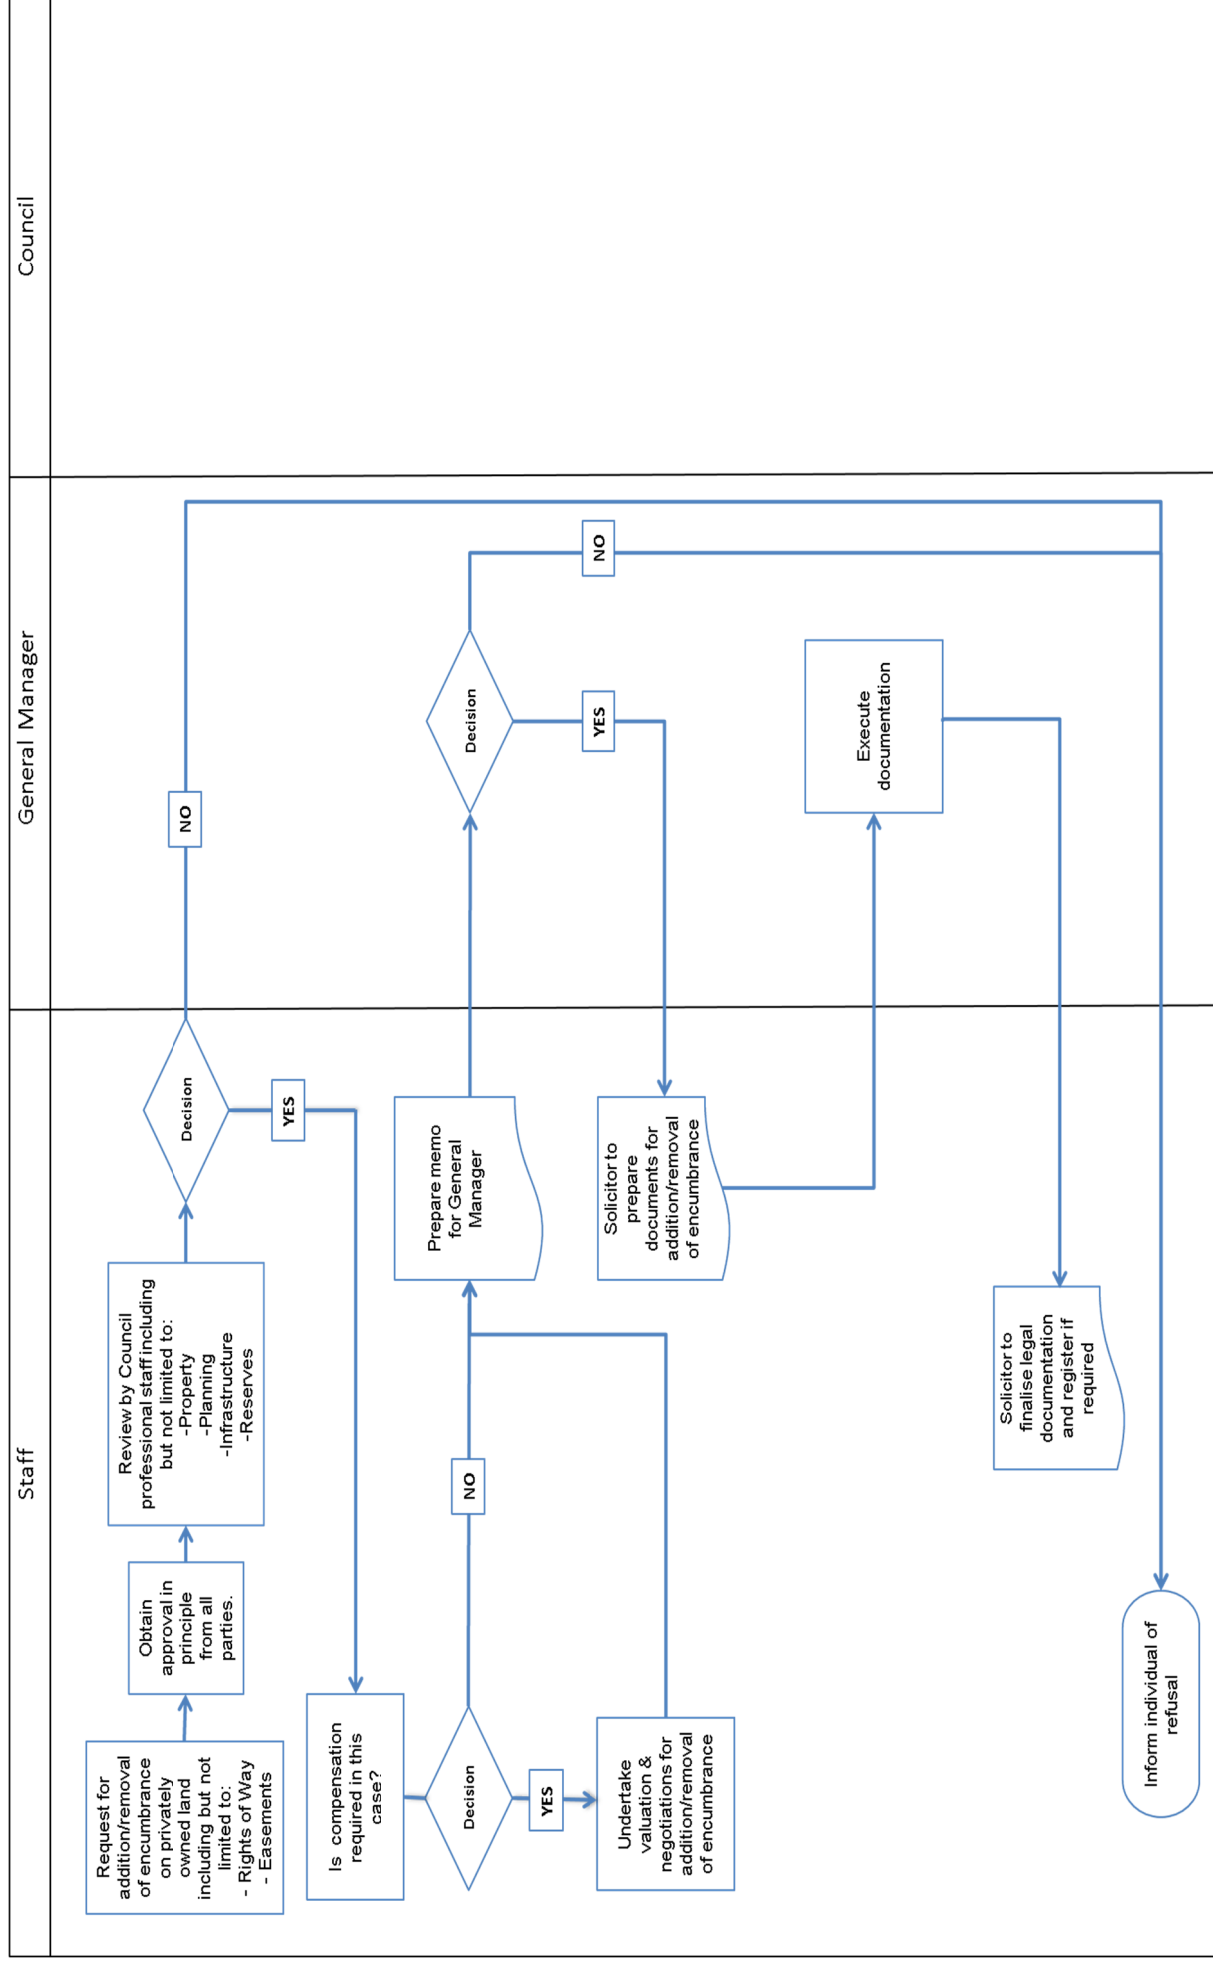 Staff
General Manager
Council
Request for
addition/removal
of encumbrance
on privately
owned land
including but not
limited to:
- Rights of Way
- Easements
Obtain
approval in
principle
from all
parties.
Review by Council
professional staff including
but not limited to:
-Property
-Planning
-Infrastructure
-Reserves
Decision
NO
YES
Is compensation
required in this
case?
Decision
NO
YES
Undertake
valuation &
negotiations for
addition/removal
of encumbrance
Prepare memo
for General
Manager
Decision
NO
YES
Solicitor to
prepare
documents for
addition/removal
of encumbrance
Execute
documentation
Solicitor to
finalise legal
documentation
and register if
required
Inform individual of
refusal